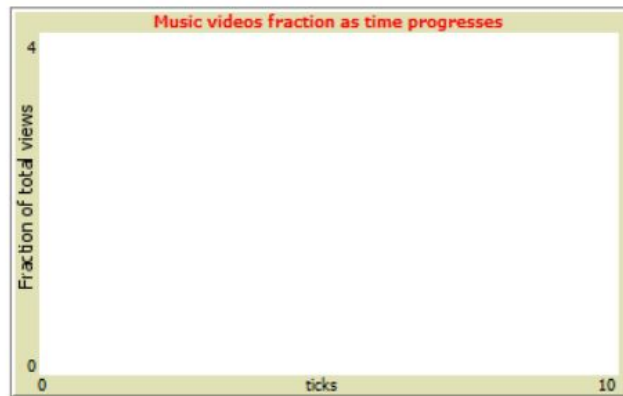 Music videos fraction as time progresses
4
Fraction of total views
0
0
ticks
10